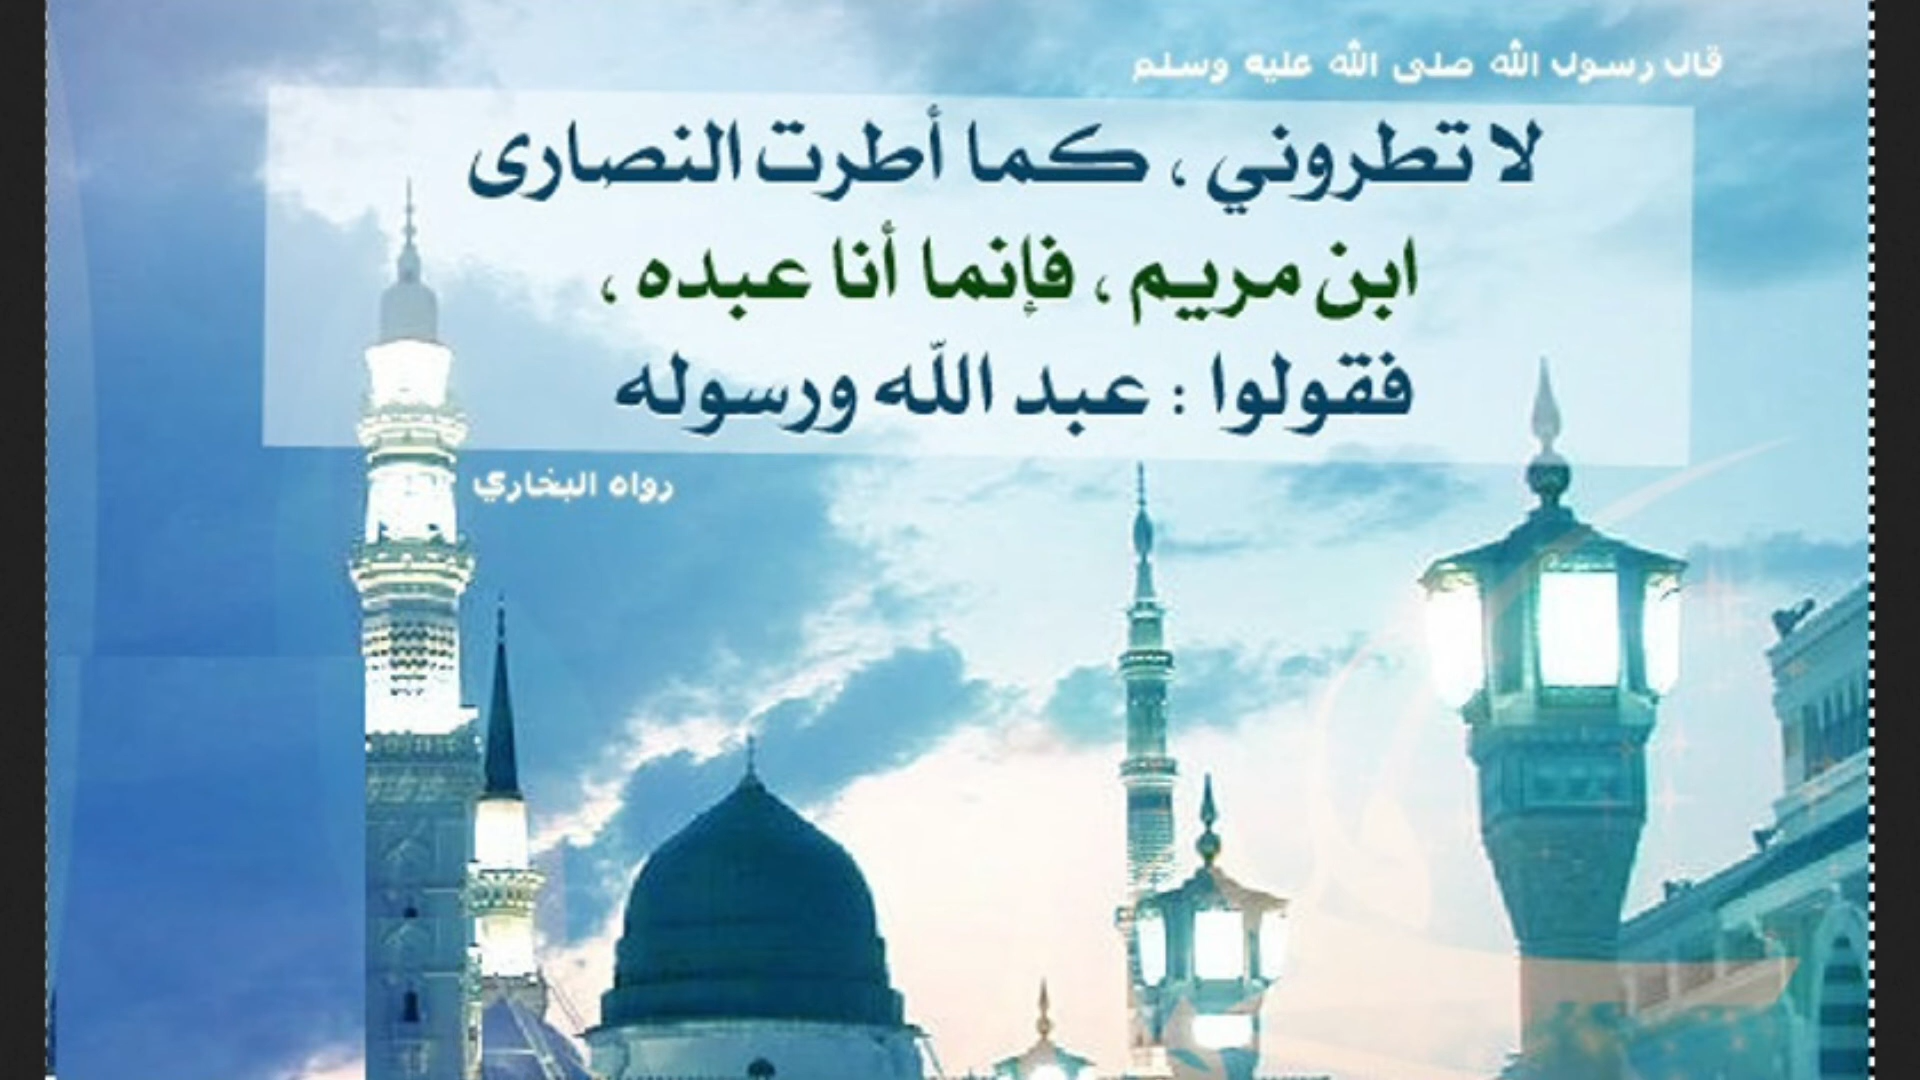 قال رسول الله صلى الله عليه وسلم
لا تطروني ، كما أطرت النصارى
ابن مريم ، فإنما أنا عبده ،
فقولوا : عبد الله ورسوله
رواه البخاري